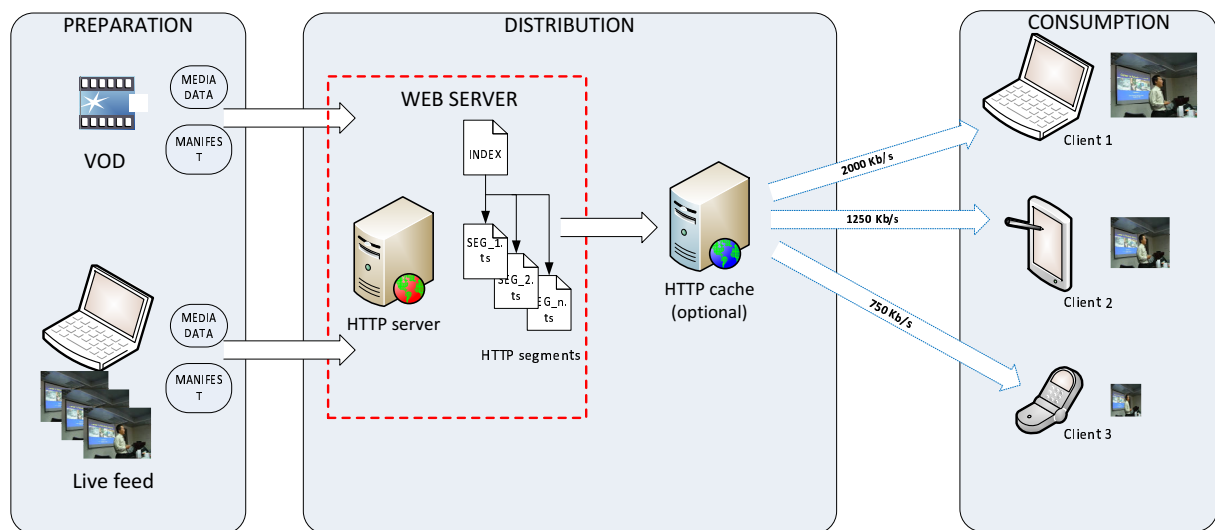 PREPARATION
MEDIA
DATA
MANIFES
T
VOD
MEDIA
DATA
MANIFES
T
Live feed
DISTRIBUTION
WEB SERVER
INDEX
SEG_1.
ts
SEG_2.
ts
SEG_n.
ts
HTTP server
HTTP segments
HTTP cache
(optional)
2000 Kb/s
1250 Kb/s
750 Kb/s
CONSUMPTION
Client 1
Client 2
Client 3